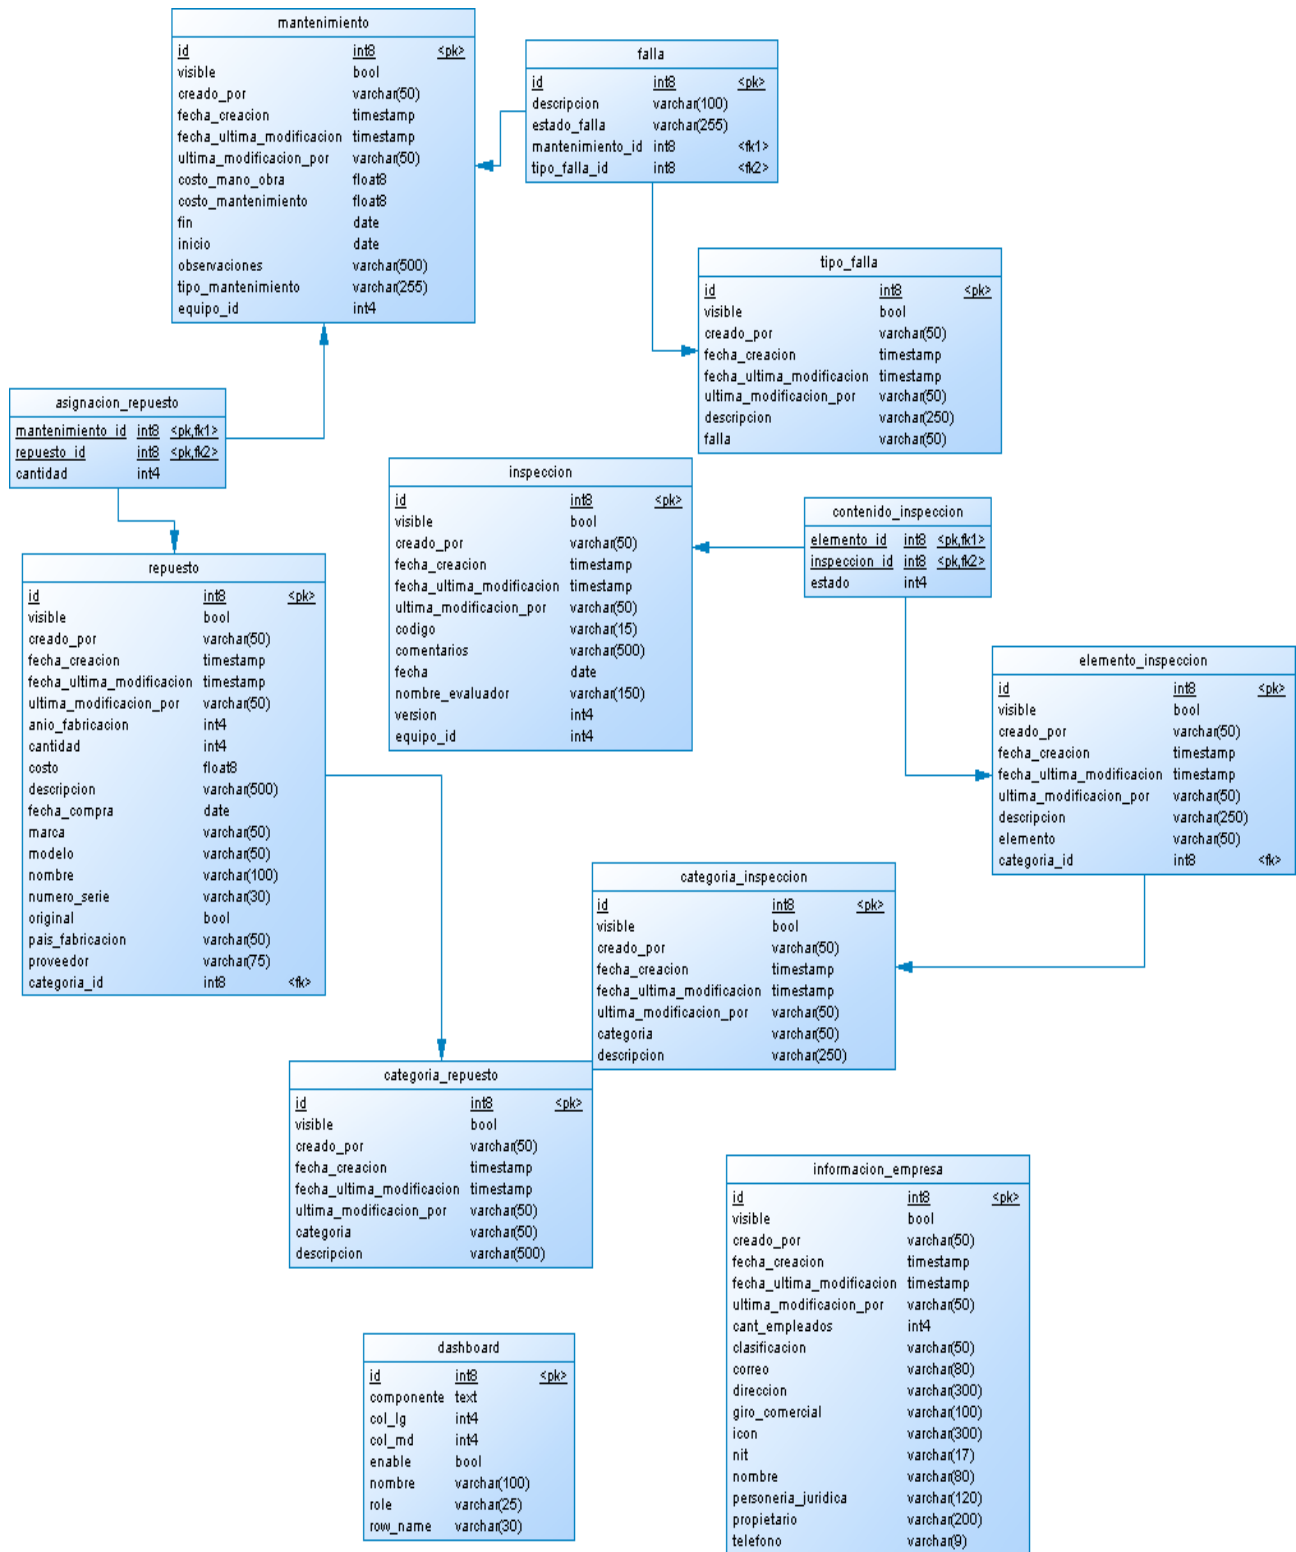 mantenimiento
id int8 <pk>
visible bool
creado_por varchar(50)
fecha_creacion timestamp
fecha_ultima_modificacion timestamp
ultima_modificacion_por varchar(50)
costo_mano_obra float8
costo_mantenimiento float8
fin date
inicio date
observaciones varchar(500)
tipo_mantenimiento varchar(255)
equipo_id int4
falla
id int8 <pk>
descripcion varchar(100)
estado_falla varchar(255)
mantenimiento_id int8 <fk1>
tipo_falla_id int8 <fk2>
tipo_falla
id int8 <pk>
visible bool
creado_por varchar(50)
fecha_creacion timestamp
fecha_ultima_modificacion timestamp
ultima_modificacion_por varchar(50)
descripcion varchar(250)
falla varchar(50)
asignacion_repuesto
mantenimiento_id int8 <pk,fk1>
repuesto_id int8 <pk,fk2>
cantidad int4
inspeccion
id int8 <pk>
visible bool
creado_por varchar(50)
fecha_creacion timestamp
fecha_ultima_modificacion timestamp
ultima_modificacion_por varchar(50)
codigo varchar(15)
comentarios varchar(500)
fecha date
nombre_evaluador varchar(150)
version int4
equipo_id int4
contenido_inspeccion
elemento_id int8 <pk,fk1>
inspeccion_id int8 <pk,fk2>
estado int4
repuesto
id int8 <pk>
visible bool
creado_por varchar(50)
fecha_creacion timestamp
fecha_ultima_modificacion timestamp
ultima_modificacion_por varchar(50)
anio_fabricacion int4
cantidad int4
costo float8
descripcion varchar(500)
fecha_compra date
marca varchar(50)
modelo varchar(50)
nombre varchar(100)
numero_serie varchar(30)
original bool
pais_fabricacion varchar(50)
proveedor varchar(75)
categoria_id int8 <fk>
elemento_inspeccion
id int8 <pk>
visible bool
creado_por varchar(50)
fecha_creacion timestamp
fecha_ultima_modificacion timestamp
ultima_modificacion_por varchar(50)
descripcion varchar(250)
elemento varchar(50)
categoria_id int8 <fk>
categoria_inspeccion
id int8 <pk>
visible bool
creado_por varchar(50)
fecha_creacion timestamp
fecha_ultima_modificacion timestamp
ultima_modificacion_por varchar(50)
categoria varchar(50)
descripcion varchar(250)
categoria_repuesto
id int8 <pk>
visible bool
creado_por varchar(50)
fecha_creacion timestamp
fecha_ultima_modificacion timestamp
ultima_modificacion_por varchar(50)
categoria varchar(50)
descripcion varchar(500)
informacion_empresa
id int8 <pk>
visible bool
creado_por varchar(50)
fecha_creacion timestamp
fecha_ultima_modificacion timestamp
ultima_modificacion_por varchar(50)
cant_empleados int4
clasificacion varchar(50)
correo varchar(80)
direccion varchar(300)
giro_comercial varchar(100)
icon varchar(300)
nit varchar(17)
nombre varchar(80)
personeria_juridica varchar(120)
propietario varchar(200)
telefono varchar(9)
dashboard
id int8 <pk>
componente text
col_lg int4
col_md int4
enable bool
nombre varchar(100)
role varchar(25)
row_name varchar(30)